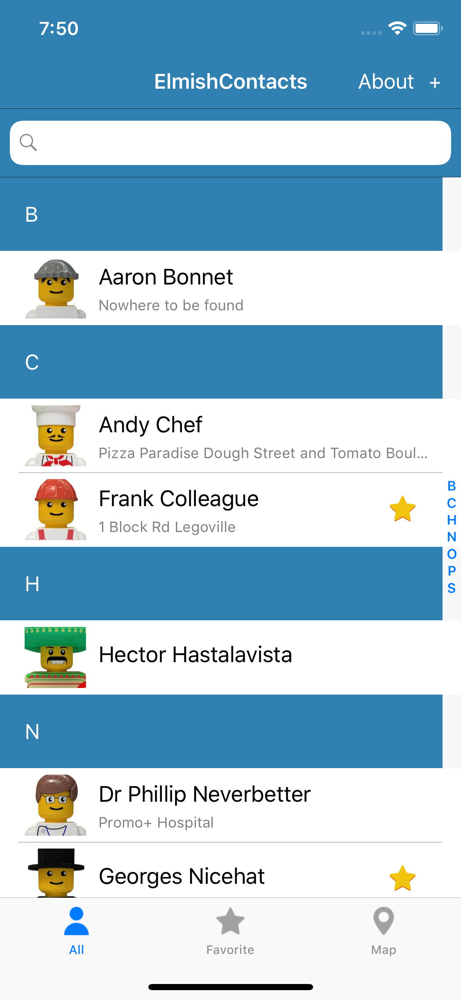 7:50
ElmishContacts About +
B
Aaron Bonnet
Nowhere to be found
C
Andy Chef
Pizza Paradise Dough Street and Tomato Boul...
Frank Colleague
1 Block Rd Legoville
H
Hector Hastalavista
N
Dr Phillip Neverbetter
Promo+ Hospital
Georges Nicehat
B
C
H
N
O
P
S
All Favorite Map